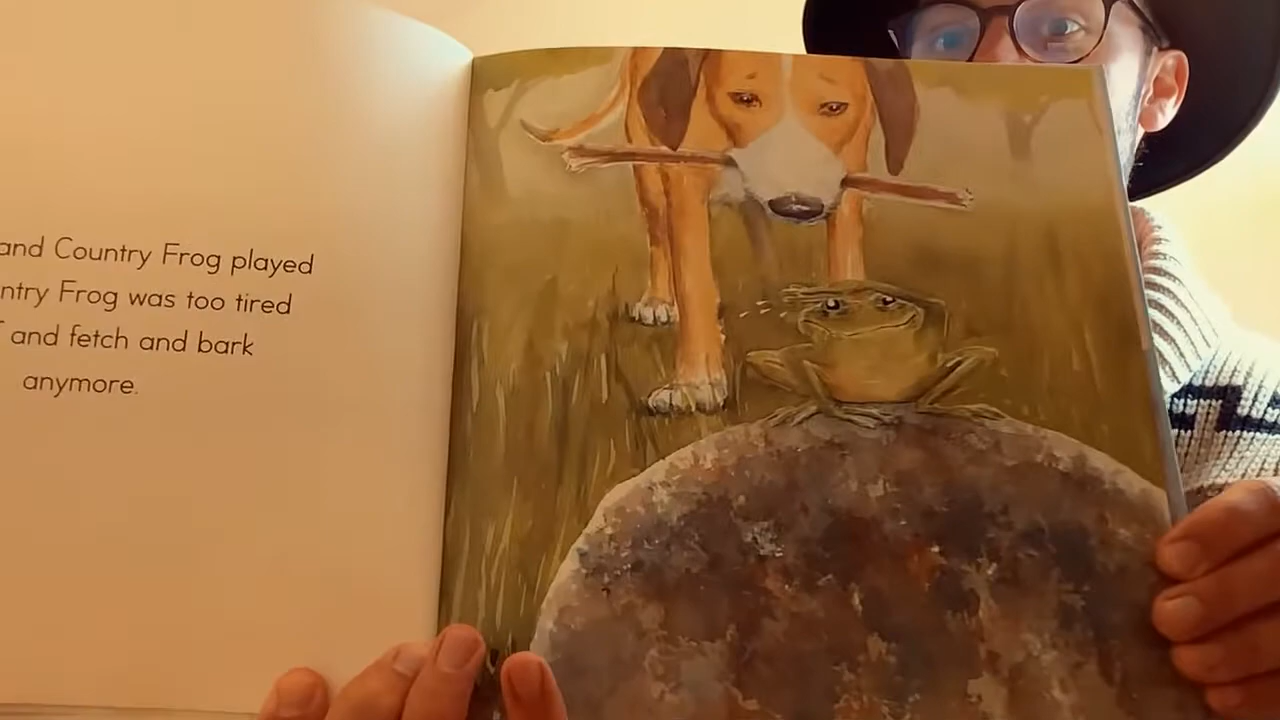 and Country Frog played
ntry Frog was too tired
and fetch and bark
anymore.